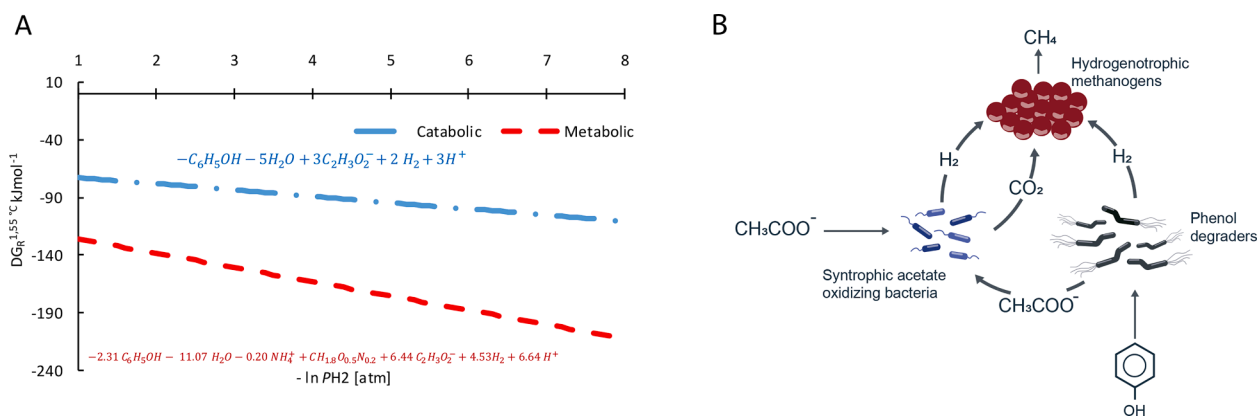 A
1 2 3 4 5 6 7 8
10
-40
-90
-140
-190
-240
DG_R^1,55 °C kJmol^-1
Catabolic
Metabolic
−C₆H₅OH − 5H₂O + 3C₂H₃O₂⁻ + 2 H₂ + 3H⁺
−2.31 C₆H₅OH − 11.07 H₂O − 0.20 NH₄⁺ + CH₁.₈O₀.₅N₀.₂ + 6.44 C₂H₃O₂⁻ + 4.53H₂ + 6.64 H⁺
- ln PH2 [atm]
B
CH₄
Hydrogenotrophic
methanogens
H₂
H₂
CO₂
CH₃COO⁻
Phenol
degraders
Syntrophic acetate
oxidizing bacteria
CH₃COO⁻
OH